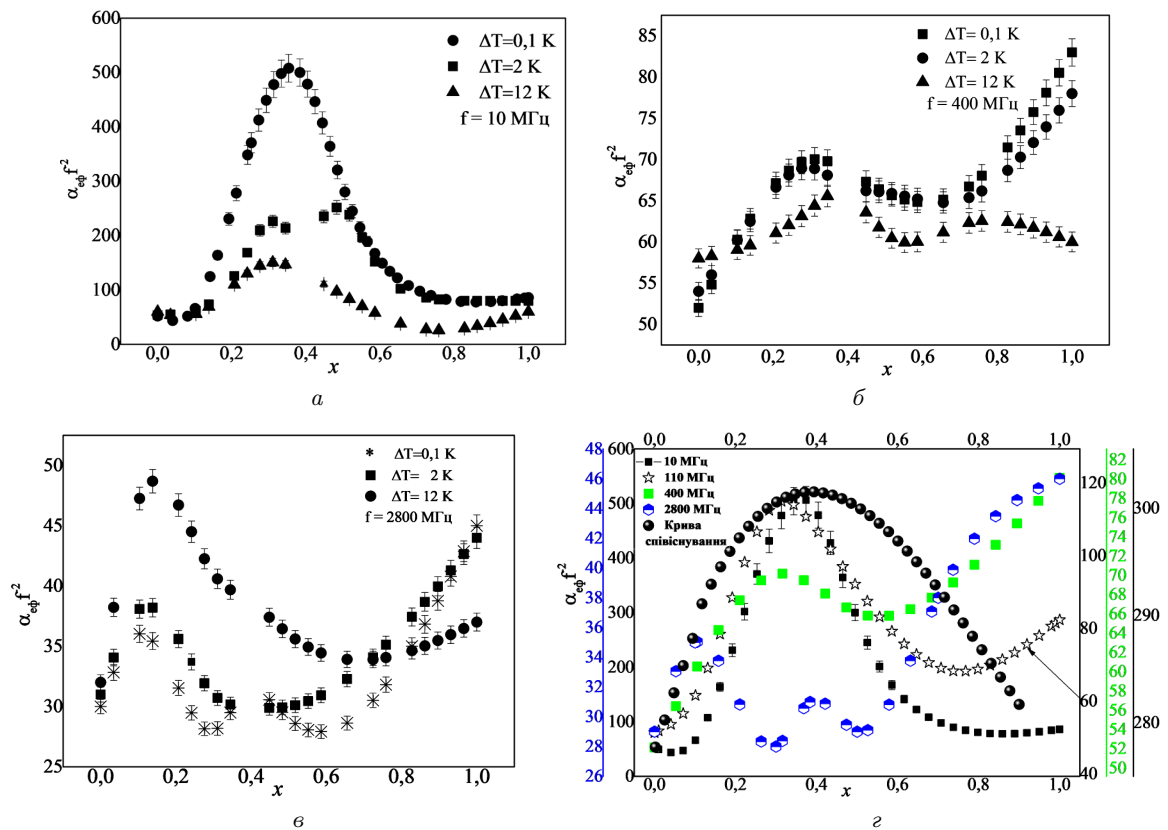 600
500
400
300
200
100
0
α_еф f⁻²
ΔT=0,1 K
ΔT=2 K
ΔT=12 K
f = 10 МГц
0,0 0,2 0,4 0,6 0,8 1,0
x
а
85
80
75
70
65
60
55
50
α_еф f⁻²
ΔT= 0,1 K
ΔT= 2 K
ΔT= 12 K
f = 400 МГц
0,0 0,2 0,4 0,6 0,8 1,0
x
б
50
45
40
35
30
25
α_еф f⁻²
ΔT=0,1 K
ΔT= 2 K
ΔT= 12 K
f = 2800 МГц
0,0 0,2 0,4 0,6 0,8 1,0
x
в
0,0 0,2 0,4 0,6 0,8 1,0
48
46
44
42
40
38
36
34
32
30
28
26
α_еф f⁻²
600
500
400
300
200
100
0
10 МГц
110 МГц
400 МГц
2800 МГц
Крива
співіснування
120
100
80
60
40
82
80
78
76
74
72
70
68
66
64
62
60
58
56
54
52
50
300
290
280
0,0 0,2 0,4 0,6 0,8 1,0
x
г